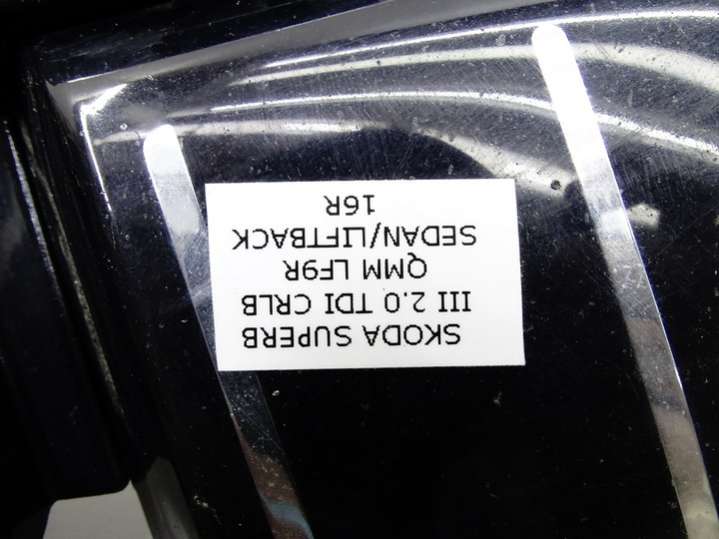 SKODA SUPERB
III 2.0 TDI CRLB
QMM LF9R
SEDAN/LIFTBACK
16R